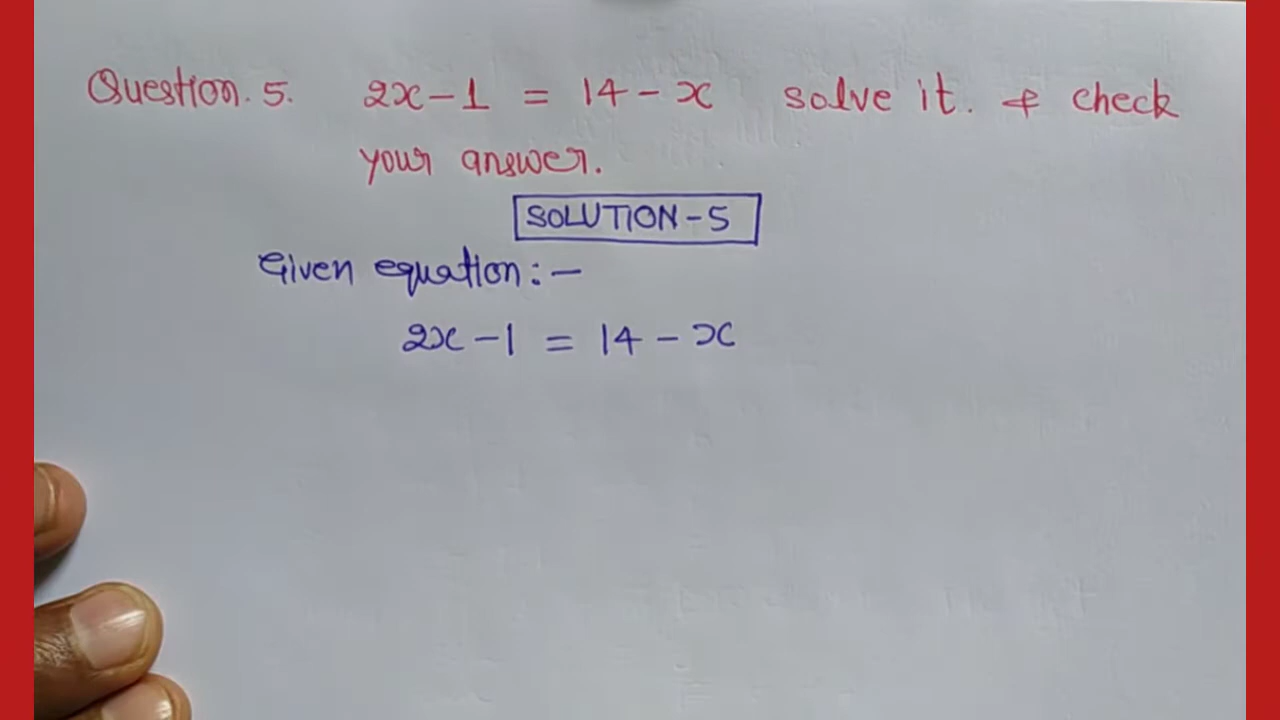 Question. 5. 2x - 1 = 14 - x solve it. & check
your answer.
SOLUTION - 5
Given equation : -
2x - 1 = 14 - x